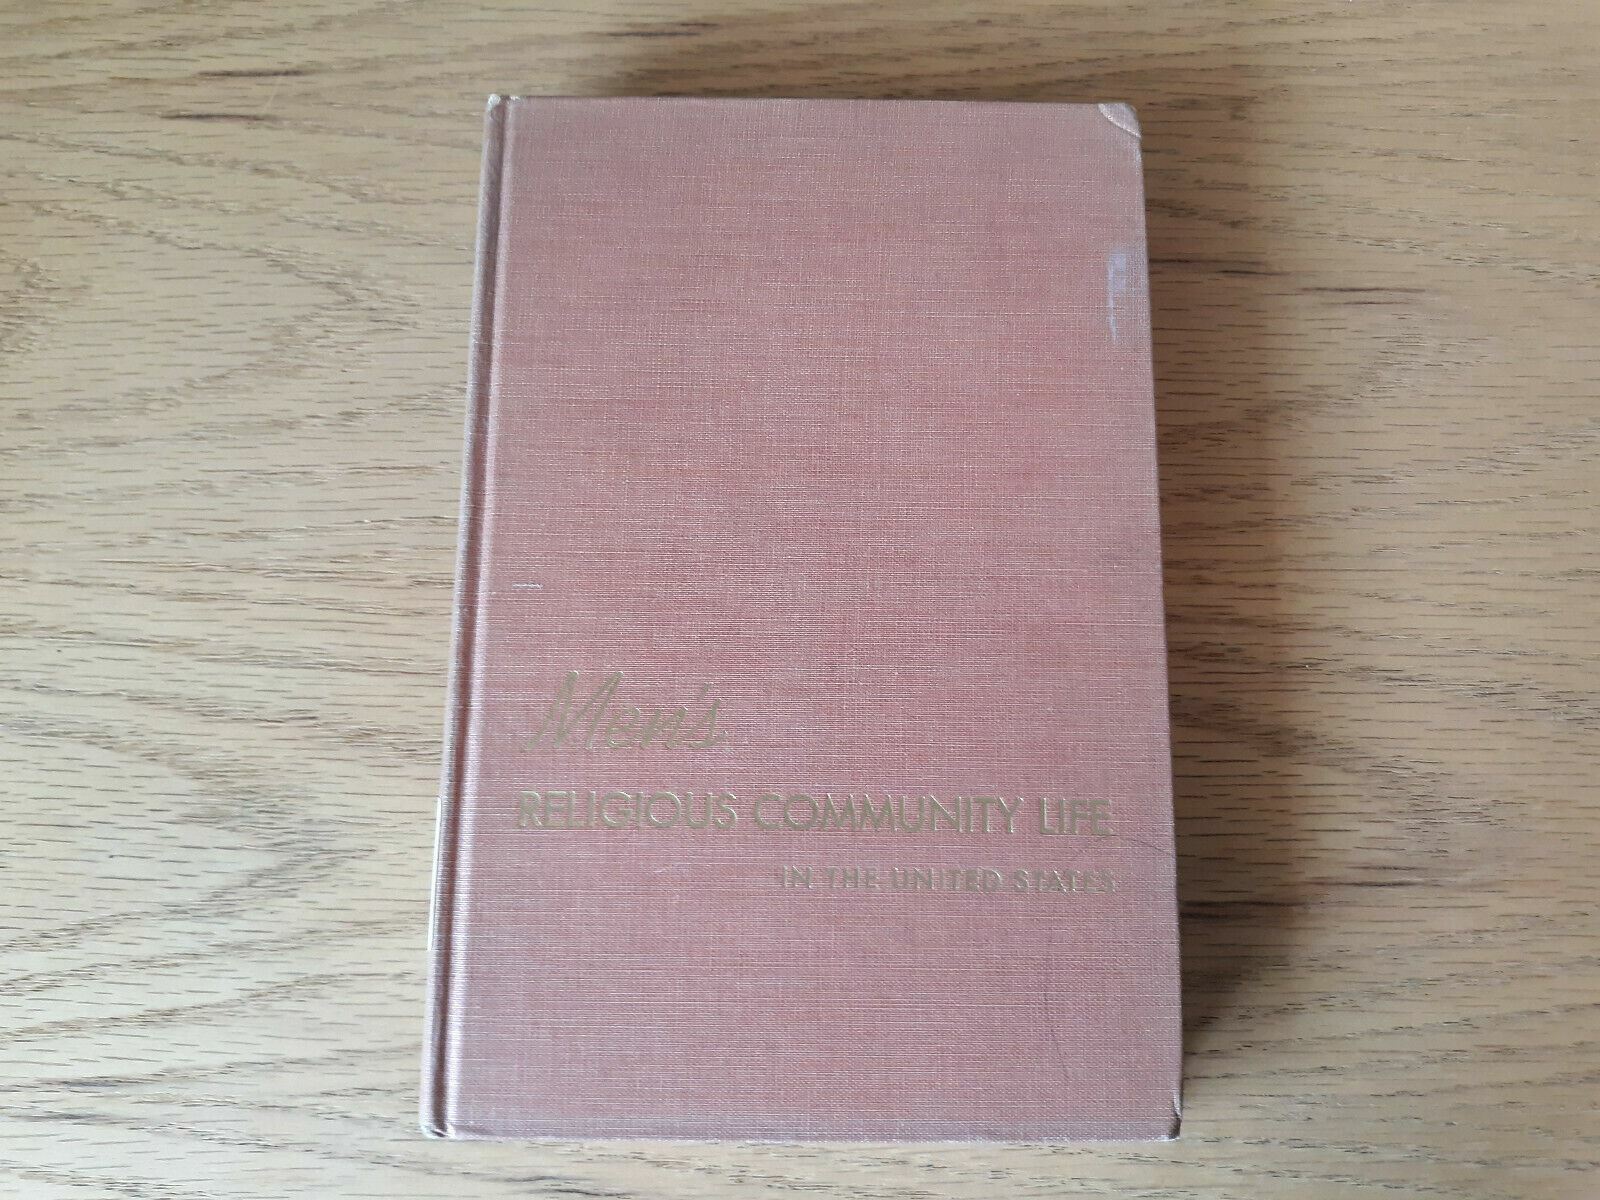 Men's
RELIGIOUS COMMUNITY LIFE
IN THE UNITED STATES